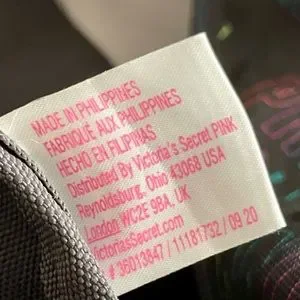 MADE IN PHILIPPINES
FABRIQUÉ AUX PHILIPPINES
HECHO EN FILIPINAS
Distributed By Victoria's Secret PINK
Reynoldsburg, Ohio 43068 USA
London WC2E 9BA, UK
VictoriasSecret.com
# 36013847 / 11181732 / 09 20